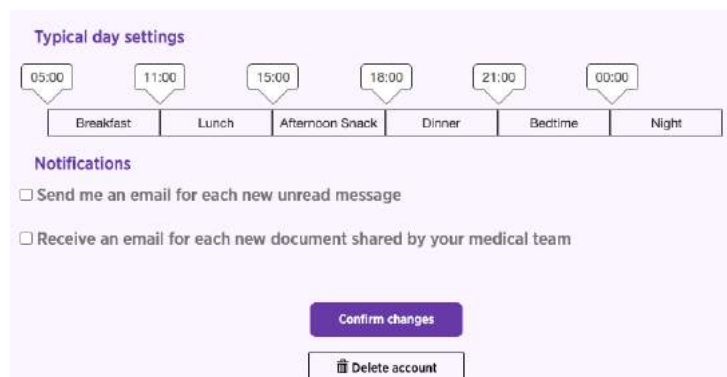 Typical day settings
05:00 11:00 15:00 18:00 21:00 00:00
Breakfast Lunch Afternoon Snack Dinner Bedtime Night
Notifications
Send me an email for each new unread message
Receive an email for each new document shared by your medical team
Confirm changes
Delete account